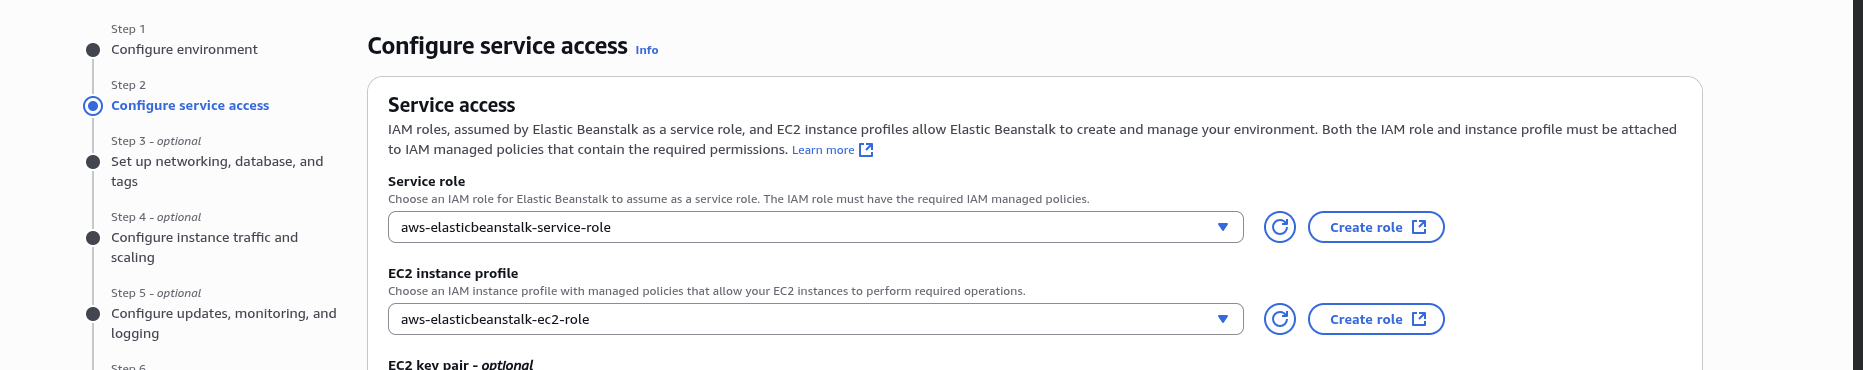 Step 1
Configure environment
Step 2
Configure service access
Step 3 - optional
Set up networking, database, and
tags
Step 4 - optional
Configure instance traffic and
scaling
Step 5 - optional
Configure updates, monitoring, and
logging
Step 6
Configure service access Info
Service access
IAM roles, assumed by Elastic Beanstalk as a service role, and EC2 instance profiles allow Elastic Beanstalk to create and manage your environment. Both the IAM role and instance profile must be attached
to IAM managed policies that contain the required permissions. Learn more
Service role
Choose an IAM role for Elastic Beanstalk to assume as a service role. The IAM role must have the required IAM managed policies.
aws-elasticbeanstalk-service-role
Create role
EC2 instance profile
Choose an IAM instance profile with managed policies that allow your EC2 instances to perform required operations.
aws-elasticbeanstalk-ec2-role
Create role
EC2 key pair - optional